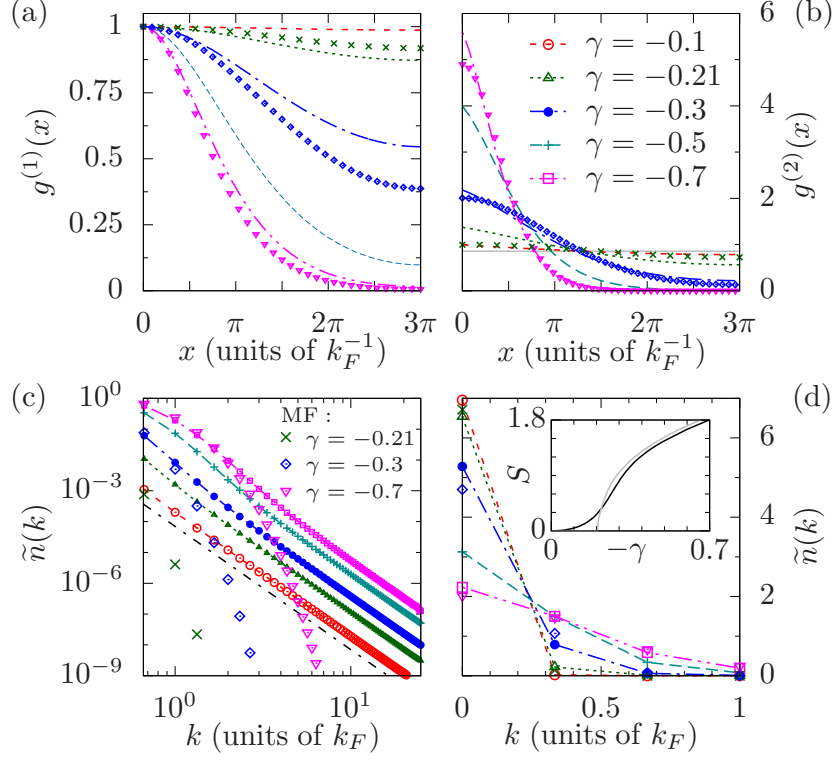 (a)
1
0.75
0.5
0.25
0
g^{(1)}(x)
0
π
2π
3π
x (units of k_F^{-1})
(b)
γ = −0.1
γ = −0.21
γ = −0.3
γ = −0.5
γ = −0.7
6
4
2
0
g^{(2)}(x)
0
π
2π
3π
x (units of k_F^{-1})
(c)
10^0
10^{-3}
10^{-6}
10^{-9}
ñ(k)
MF :
γ = −0.21
γ = −0.3
γ = −0.7
10^0
10^1
k (units of k_F)
(d)
1.8
S
0
0
−γ
0.7
6
4
2
0
ñ(k)
0
0.5
1
k (units of k_F)